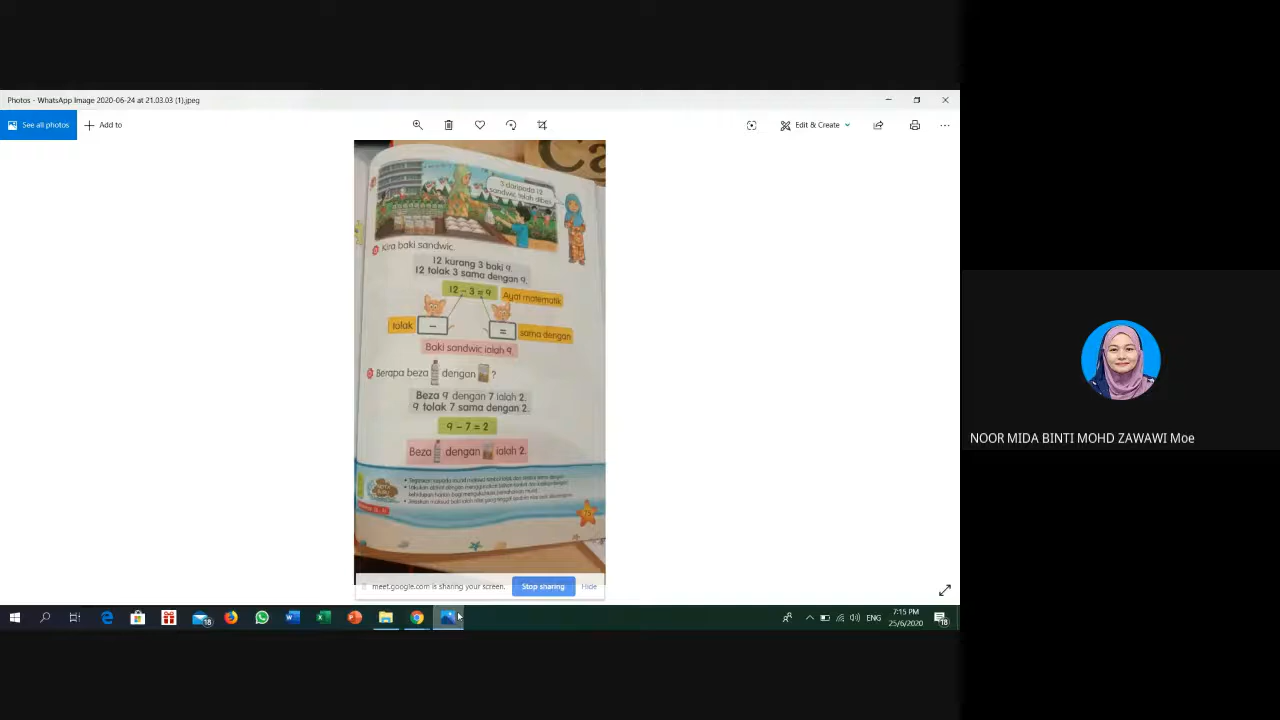 Photos - WhatsApp Image 2020-06-24 at 21.03.03 (1).jpeg
See all photos
Add to
Edit & Create
3 daripada 12
sandwic telah dibeli.
Kira baki sandwic.
12 kurang 3 baki 9.
12 tolak 3 sama dengan 9.
12 – 3 = 9
Ayat matematik
tolak
–
=
sama dengan
Baki sandwic ialah 9.
Berapa beza dengan ?
Beza 9 dengan 7 ialah 2.
9 tolak 7 sama dengan 2.
9 – 7 = 2
Beza dengan ialah 2.
meet.google.com is sharing your screen.
Stop sharing
Hide
NOOR MIDA BINTI MOHD ZAWAWI Moe
18
ENG
7:15 PM
25/6/2020
18